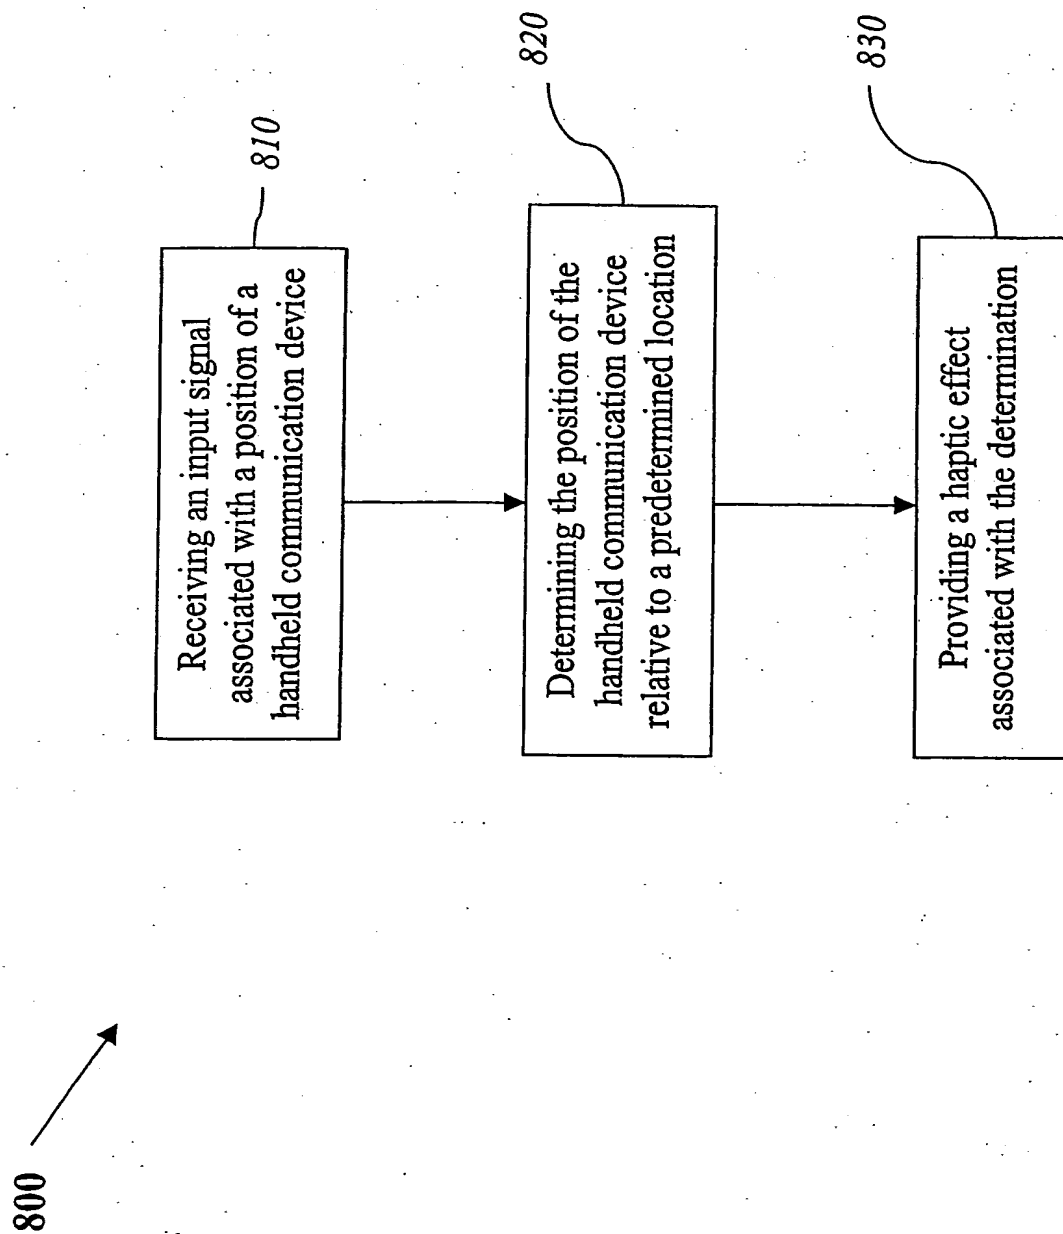 800
Receiving an input signal
associated with a position of a
handheld communication device
810
Determining the position of the
handheld communication device
relative to a predetermined location
820
Providing a haptic effect
associated with the determination
830